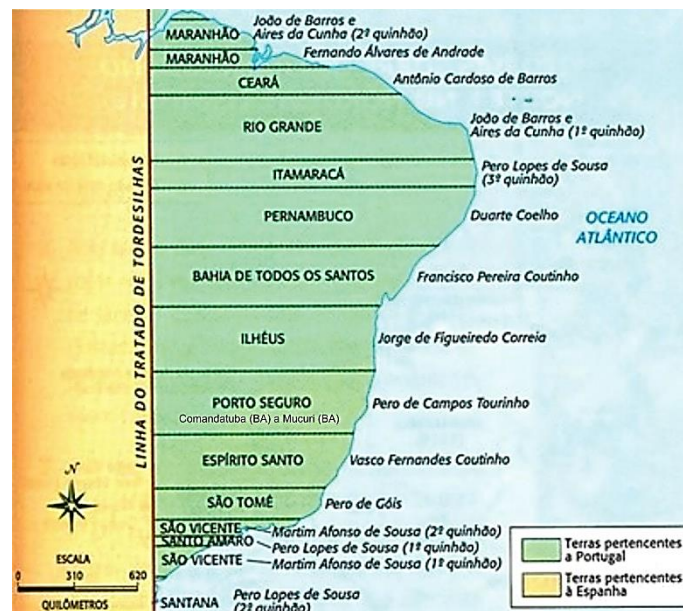 MARANHÃO
João de Barros e
Aires da Cunha (2º quinhão)
MARANHÃO
Fernando Álvares de Andrade
CEARÁ
Antônio Cardoso de Barros
RIO GRANDE
João de Barros e
Aires da Cunha (1º quinhão)
ITAMARACÁ
Pero Lopes de Sousa
(3º quinhão)
PERNAMBUCO
Duarte Coelho
OCEANO
ATLÂNTICO
BAHIA DE TODOS OS SANTOS
Francisco Pereira Coutinho
ILHÉUS
Jorge de Figueiredo Correia
LINHA DO TRATADO DE TORDESILHAS
PORTO SEGURO
Comandatuba (BA) a Mucuri (BA)
Pero de Campos Tourinho
ESPÍRITO SANTO
Vasco Fernandes Coutinho
SÃO TOMÉ
Pero de Góis
SÃO VICENTE
Martim Afonso de Sousa (2º quinhão)
SANTO AMARO
Pero Lopes de Sousa (1º quinhão)
SÃO VICENTE
Martim Afonso de Sousa (1º quinhão)
SANTANA
Pero Lopes de Sousa
(2º quinhão)
N
ESCALA
0 310 620
QUILÔMETROS
Terras pertencentes
a Portugal
Terras pertencentes
à Espanha